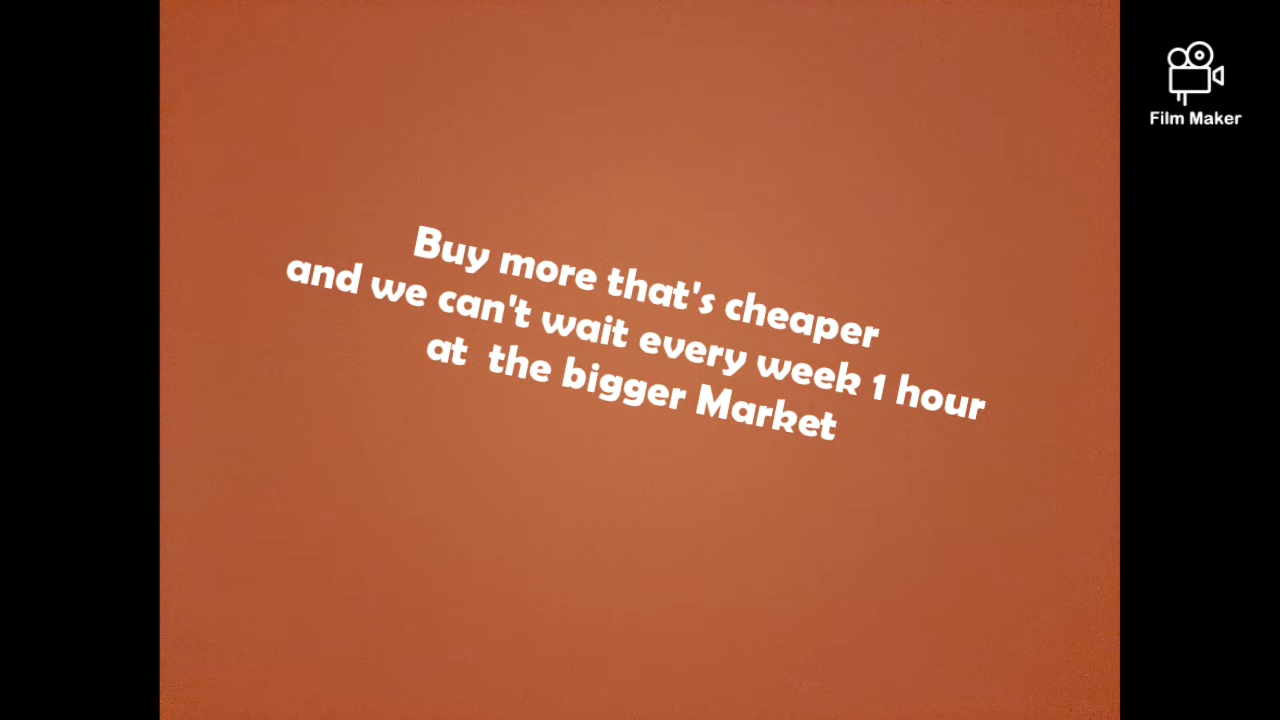 Film Maker
Buy more that's cheaper
and we can't wait every week 1 hour
at the bigger Market